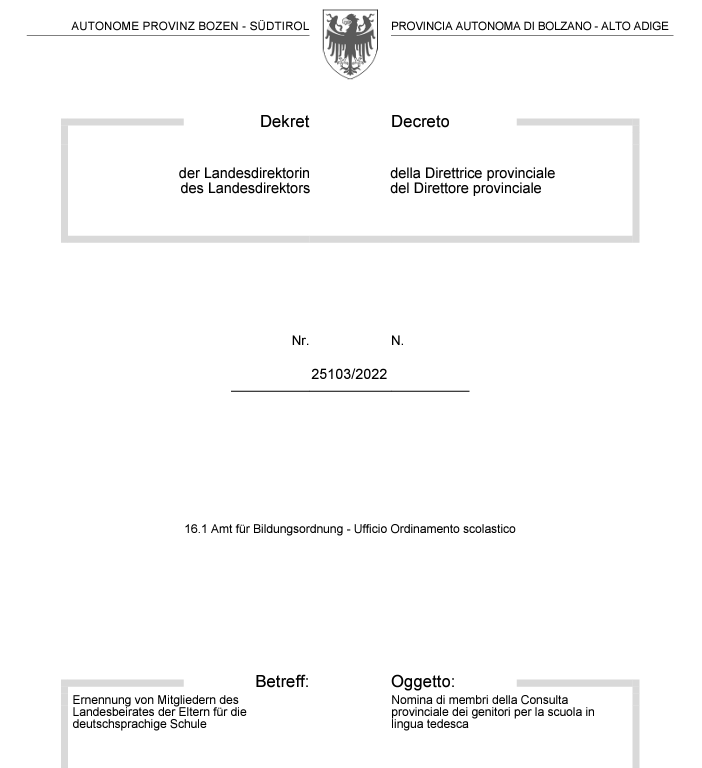 AUTONOME PROVINZ BOZEN - SÜDTIROL
PROVINCIA AUTONOMA DI BOLZANO - ALTO ADIGE
Dekret
Decreto
der Landesdirektorin
des Landesdirektors
della Direttrice provinciale
del Direttore provinciale
Nr.
N.
25103/2022
16.1 Amt für Bildungsordnung - Ufficio Ordinamento scolastico
Betreff:
Ernennung von Mitgliedern des
Landesbeirates der Eltern für die
deutschsprachige Schule
Oggetto:
Nomina di membri della Consulta
provinciale dei genitori per la scuola in
lingua tedesca